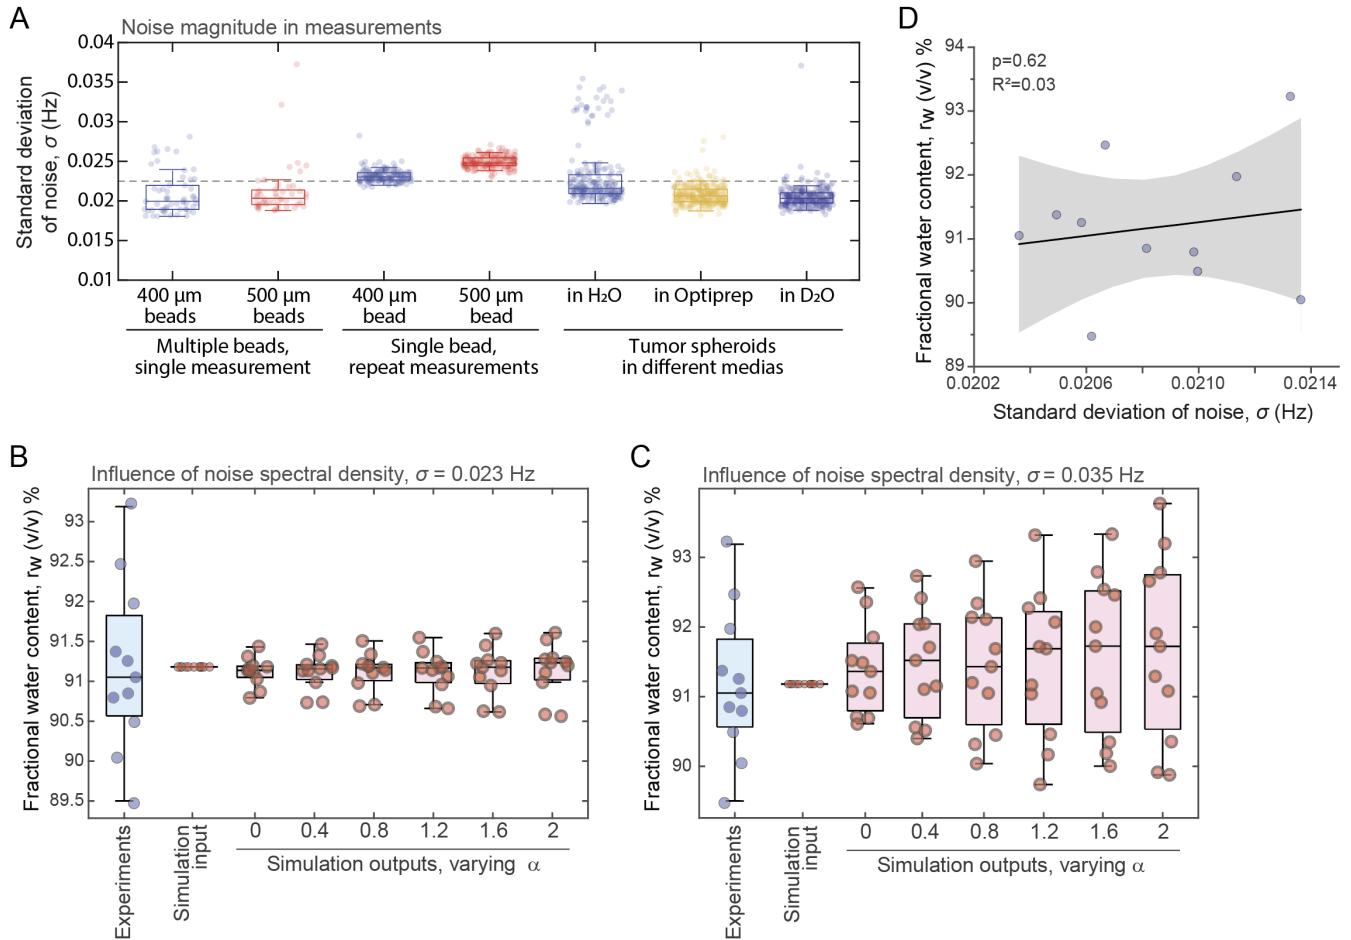 A
Noise magnitude in measurements
Standard deviation
of noise, σ (Hz)
0.04
0.035
0.03
0.025
0.02
0.015
0.01
400 µm
beads
500 µm
beads
400 µm
bead
500 µm
bead
in H₂O
in Optiprep
in D₂O
Multiple beads,
single measurement
Single bead,
repeat measurements
Tumor spheroids
in different medias
D
p=0.62
R²=0.03
Fractional water content, rw (v/v) %
94
93
92
91
90
89
0.0202
0.0206
0.0210
0.0214
Standard deviation of noise, σ (Hz)
B
Influence of noise spectral density, σ = 0.023 Hz
Fractional water content, rw (v/v) %
93
92.5
92
91.5
91
90.5
90
89.5
Experiments
Simulation
input
0
0.4
0.8
1.2
1.6
2
Simulation outputs, varying α
C
Influence of noise spectral density, σ = 0.035 Hz
Fractional water content, rw (v/v) %
93
92
91
90
Experiments
Simulation
input
0
0.4
0.8
1.2
1.6
2
Simulation outputs, varying α